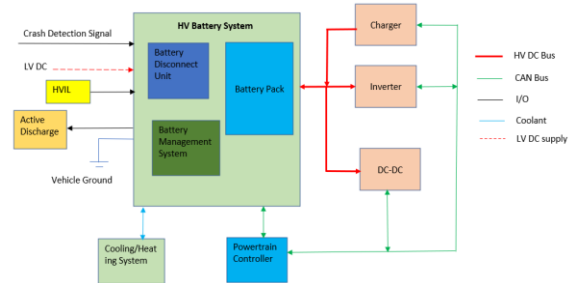 HV Battery System
Charger
Crash Detection Signal
Battery
Disconnect
Unit
LV DC
HVIL
Battery Pack
Inverter
Active
Discharge
Battery
Management
System
Vehicle Ground
DC-DC
Cooling/Heat
ing System
Powertrain
Controller
HV DC Bus
CAN Bus
I/O
Coolant
LV DC supply